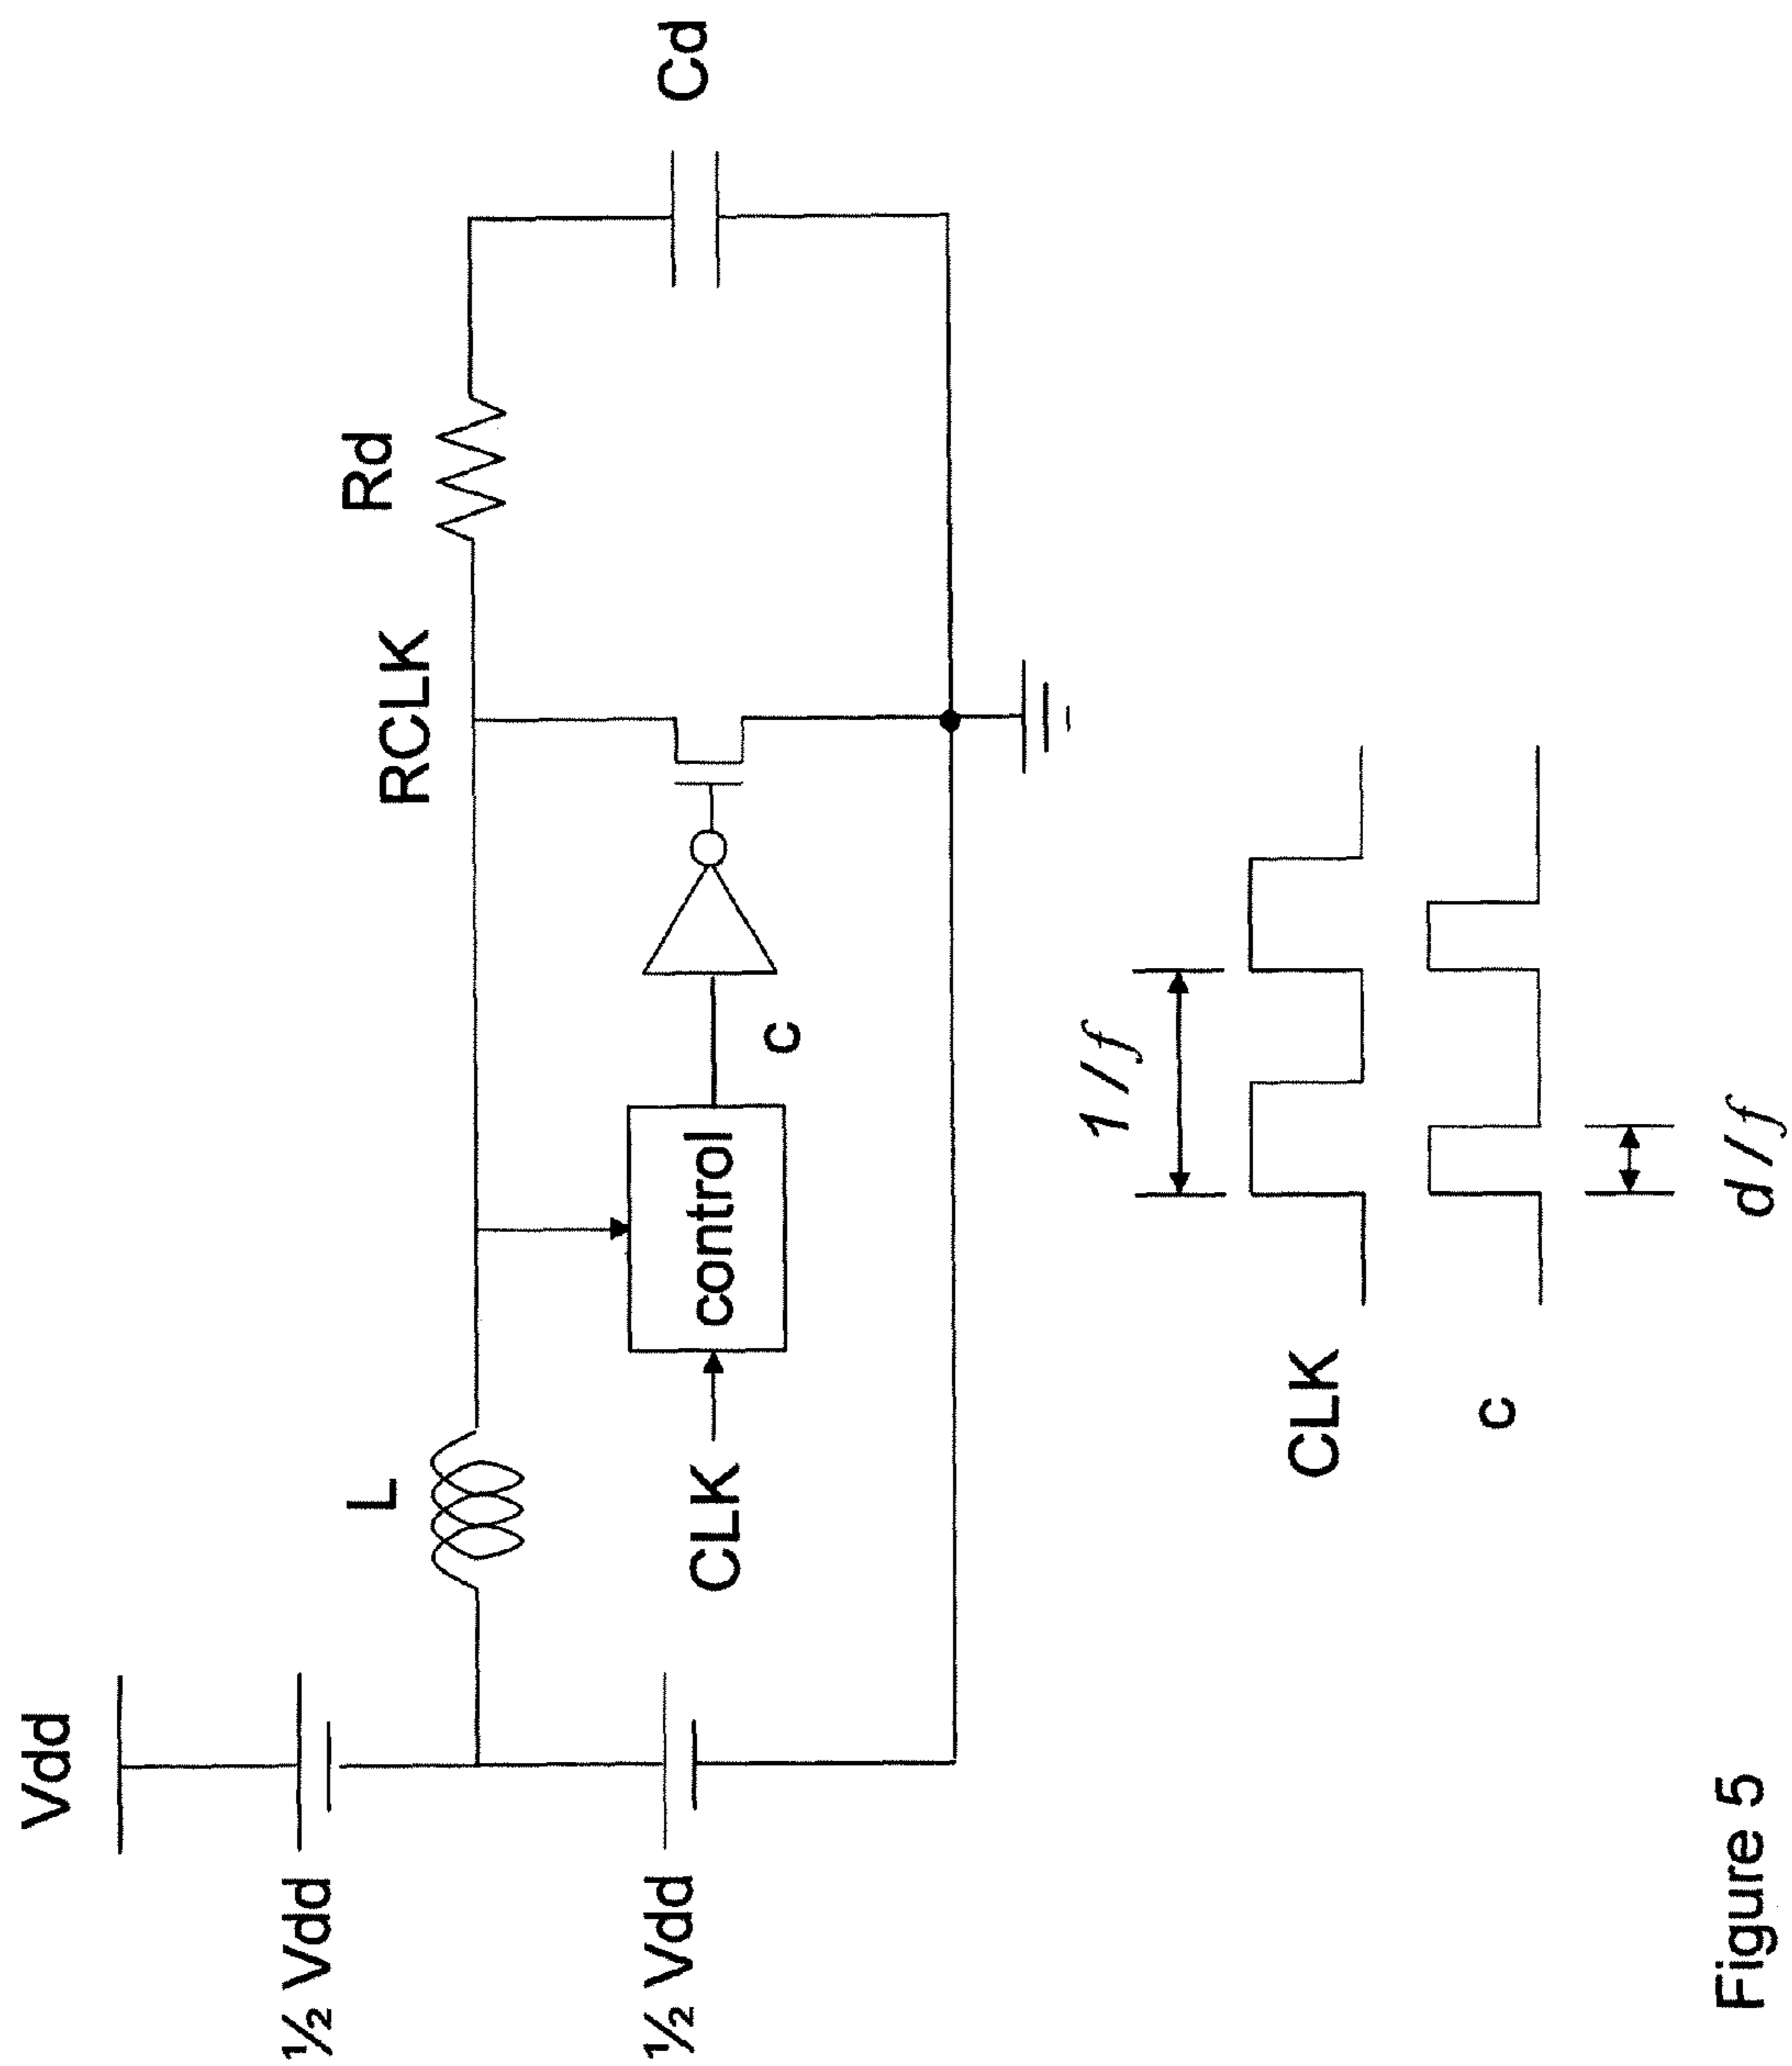 Vdd
½ Vdd
L
RCLK
Rd
½ Vdd
CLK
control
c
Cd
1/f
CLK
c
d/f
Figure 5